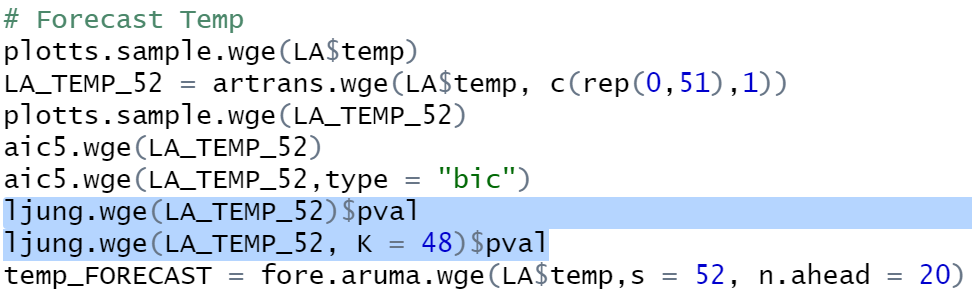 # Forecast Temp
plotts.sample.wge(LA$temp)
LA_TEMP_52 = artrans.wge(LA$temp, c(rep(0,51),1))
plotts.sample.wge(LA_TEMP_52)
aic5.wge(LA_TEMP_52)
aic5.wge(LA_TEMP_52,type = "bic")
ljung.wge(LA_TEMP_52)$pval
ljung.wge(LA_TEMP_52, K = 48)$pval
temp_FORECAST = fore.aruma.wge(LA$temp,s = 52, n.ahead = 20)